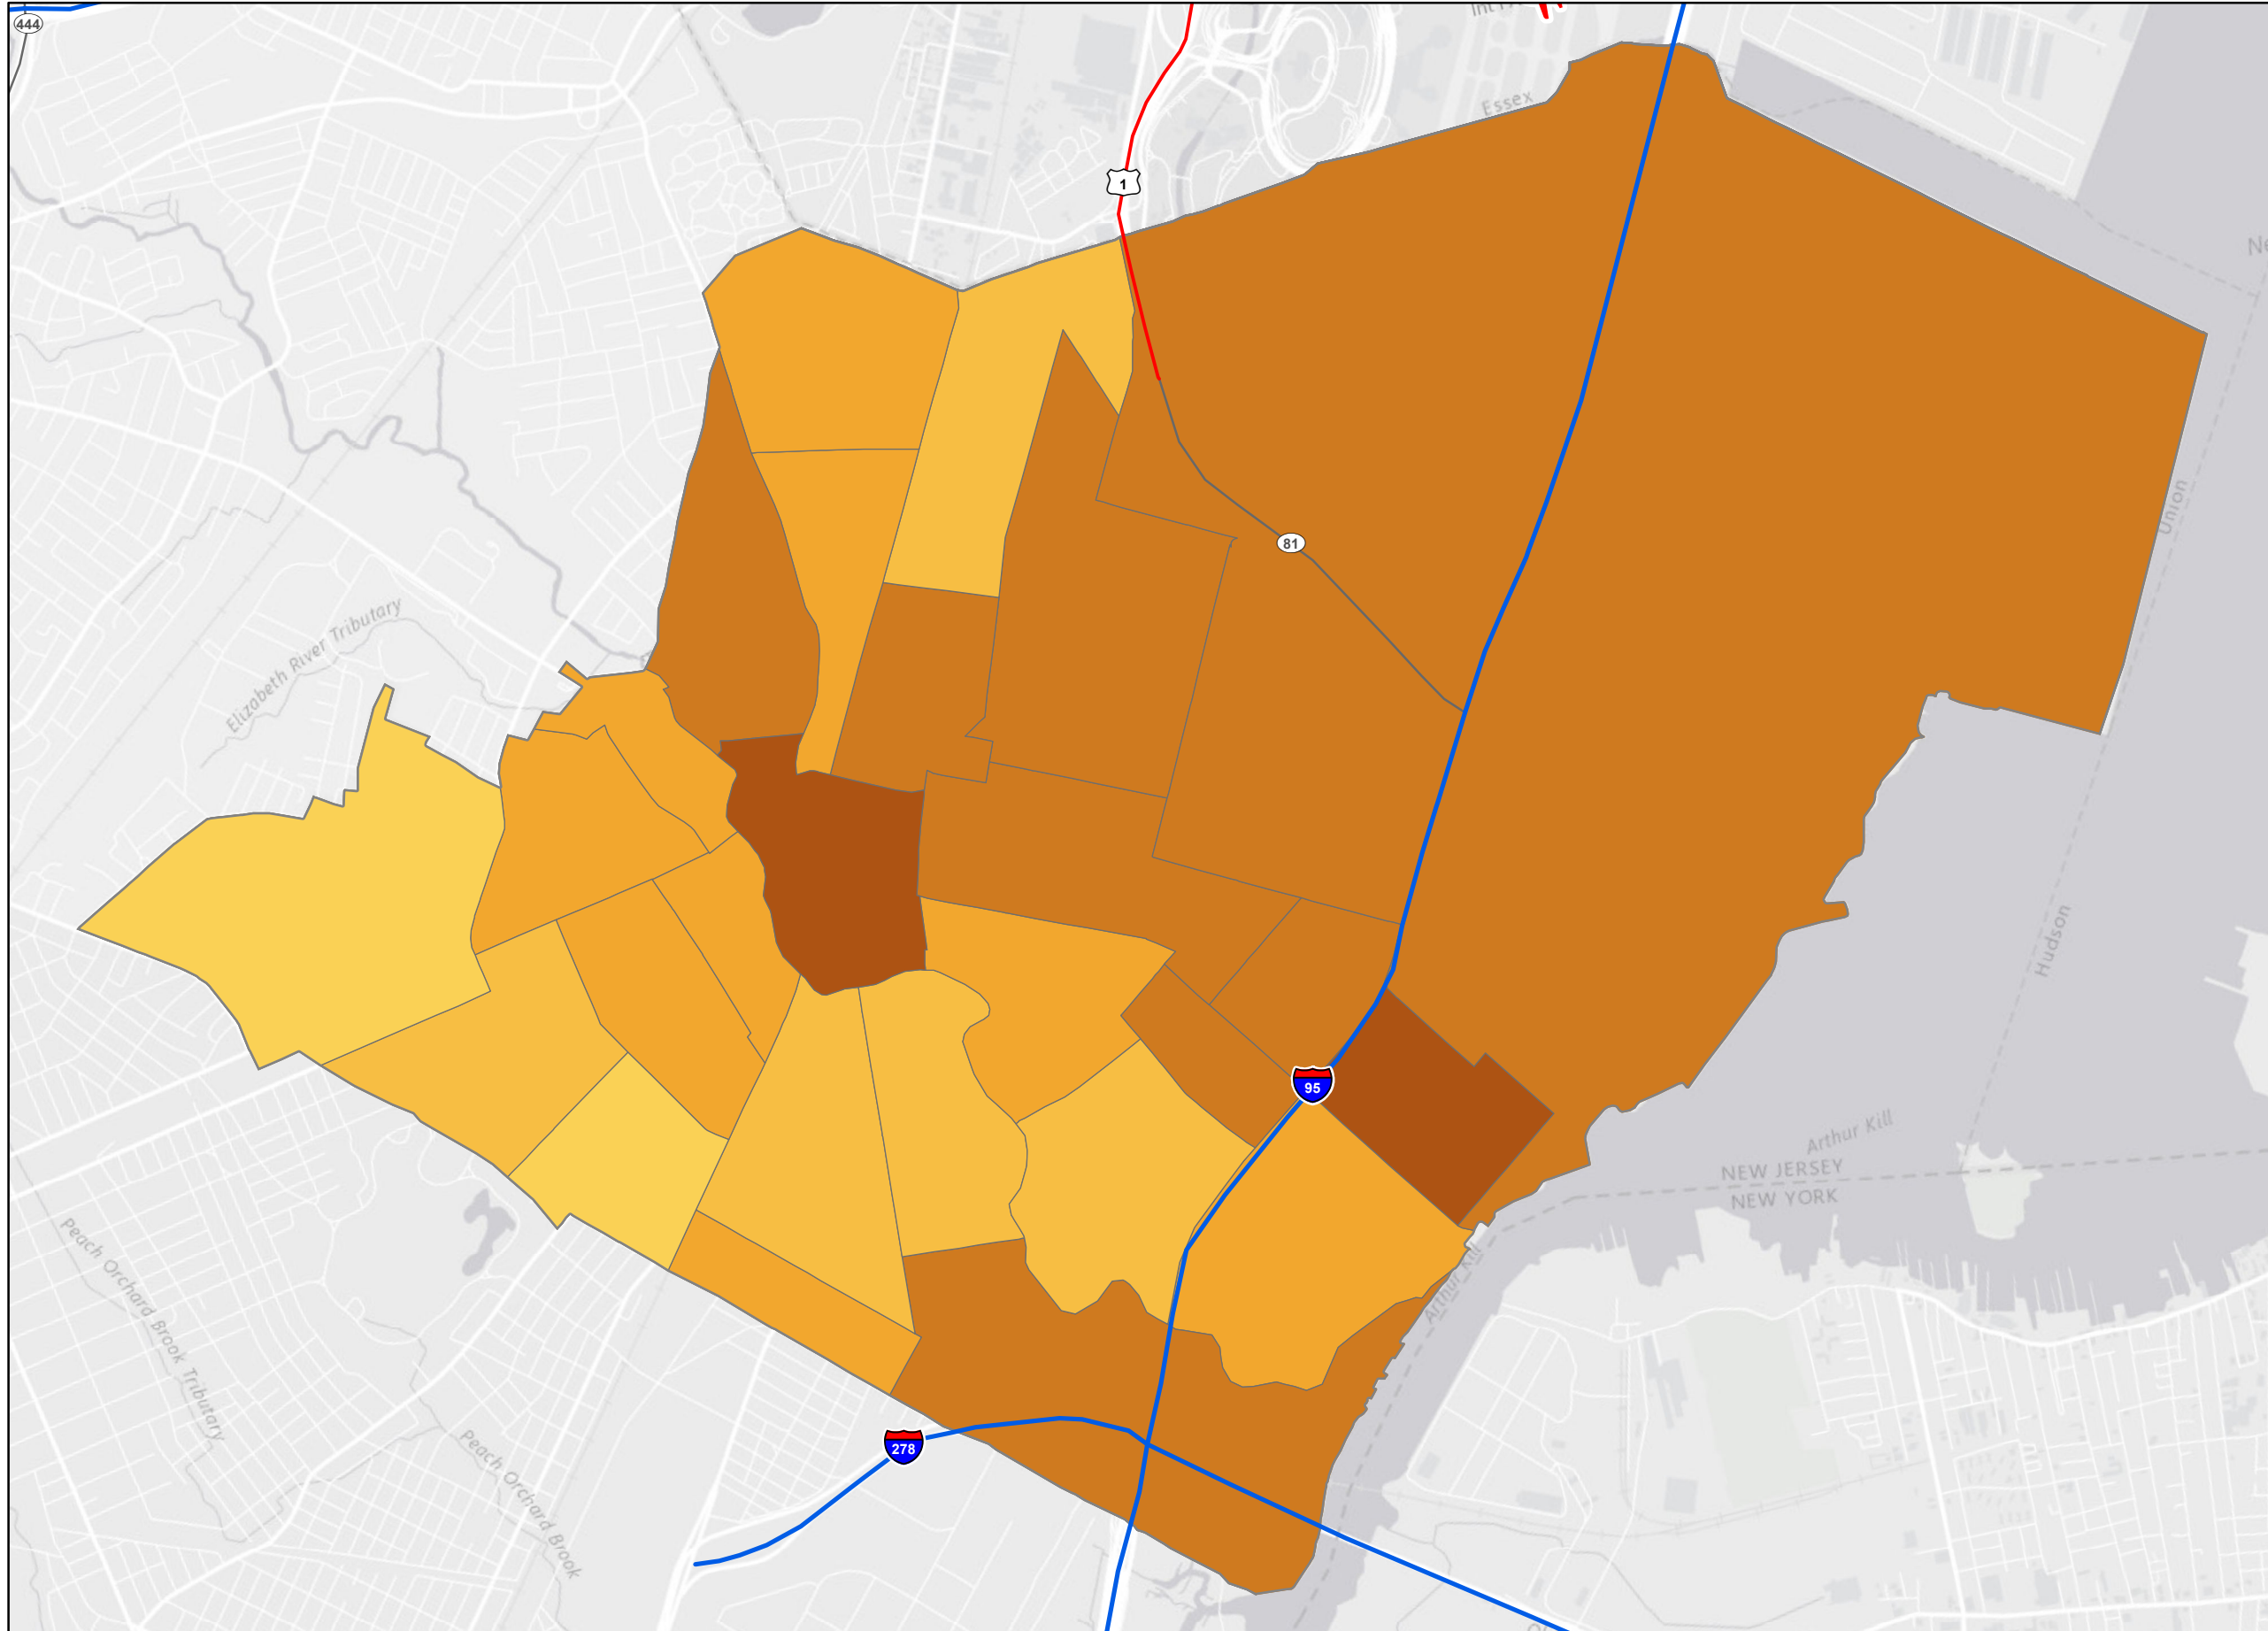 444
Essex
1
Union
81
Elizabeth River Tributary
Hudson
95
Arthur Kill
NEW JERSEY
NEW YORK
Arthur Kill
Peach Orchard Brook Tributary
Peach Orchard Brook
278